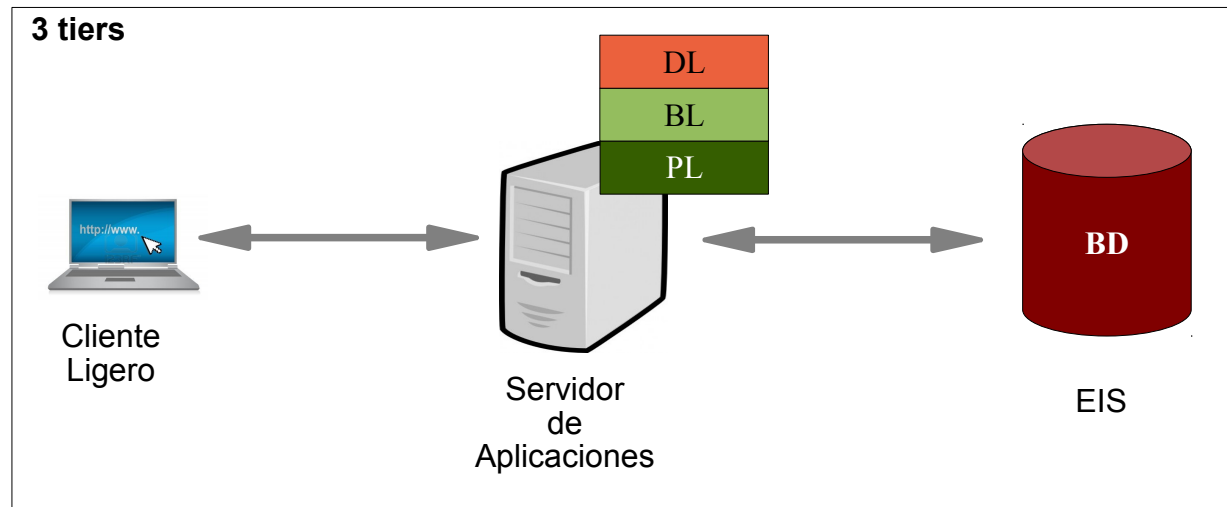 3 tiers
DL
BL
PL
http://www.
BD
Cliente
Ligero
Servidor
de
Aplicaciones
EIS